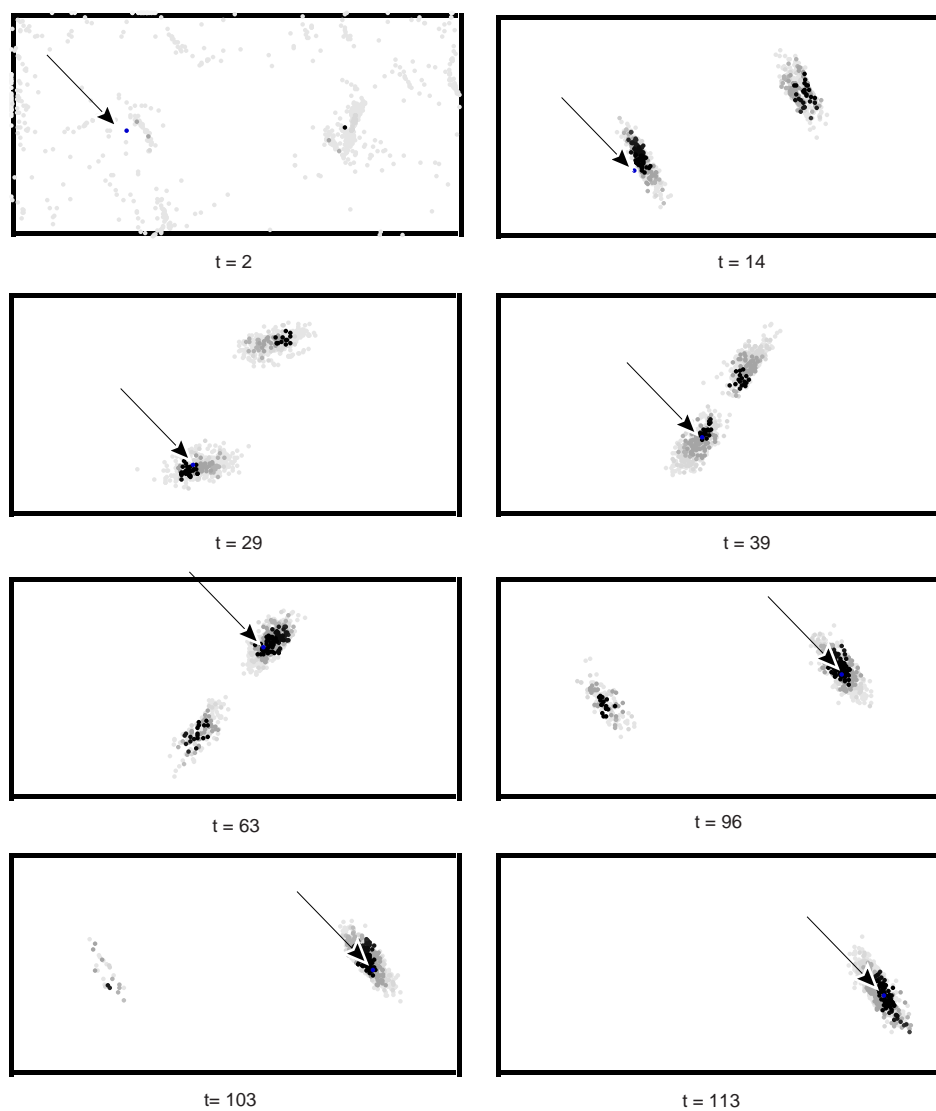 t = 2
t = 14
t = 29
t = 39
t = 63
t = 96
t= 103
t = 113